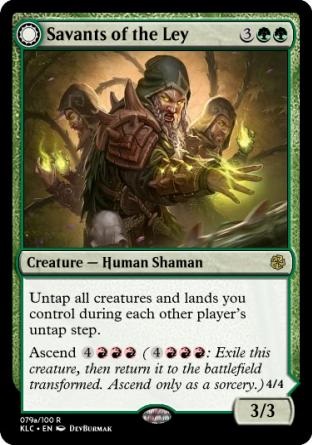 Savants of the Ley 3
Creature — Human Shaman
Untap all creatures and lands you
control during each other player's
untap step.
Ascend 4 ( 4 : Exile this
creature, then return it to the battlefield
transformed. Ascend only as a sorcery.) 4/4
3/3
079a/100 R
KLC • EN DevBurmak